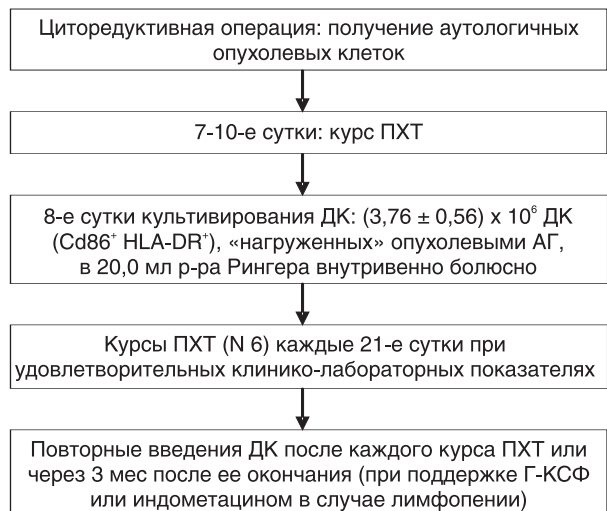 Циторедуктивная операция: получение аутологичных
опухолевых клеток
7-10-е сутки: курс ПХТ
8-е сутки культивирования ДК: (3,76 ± 0,56) x 10⁶ ДК
(Cd86⁺ HLA-DR⁺), «нагруженных» опухолевыми АГ,
в 20,0 мл р-ра Рингера внутривенно болюсно
Курсы ПХТ (N 6) каждые 21-е сутки при
удовлетворительных клинико-лабораторных показателях
Повторные введения ДК после каждого курса ПХТ или
через 3 мес после ее окончания (при поддержке Г-КСФ
или индометацином в случае лимфопении)